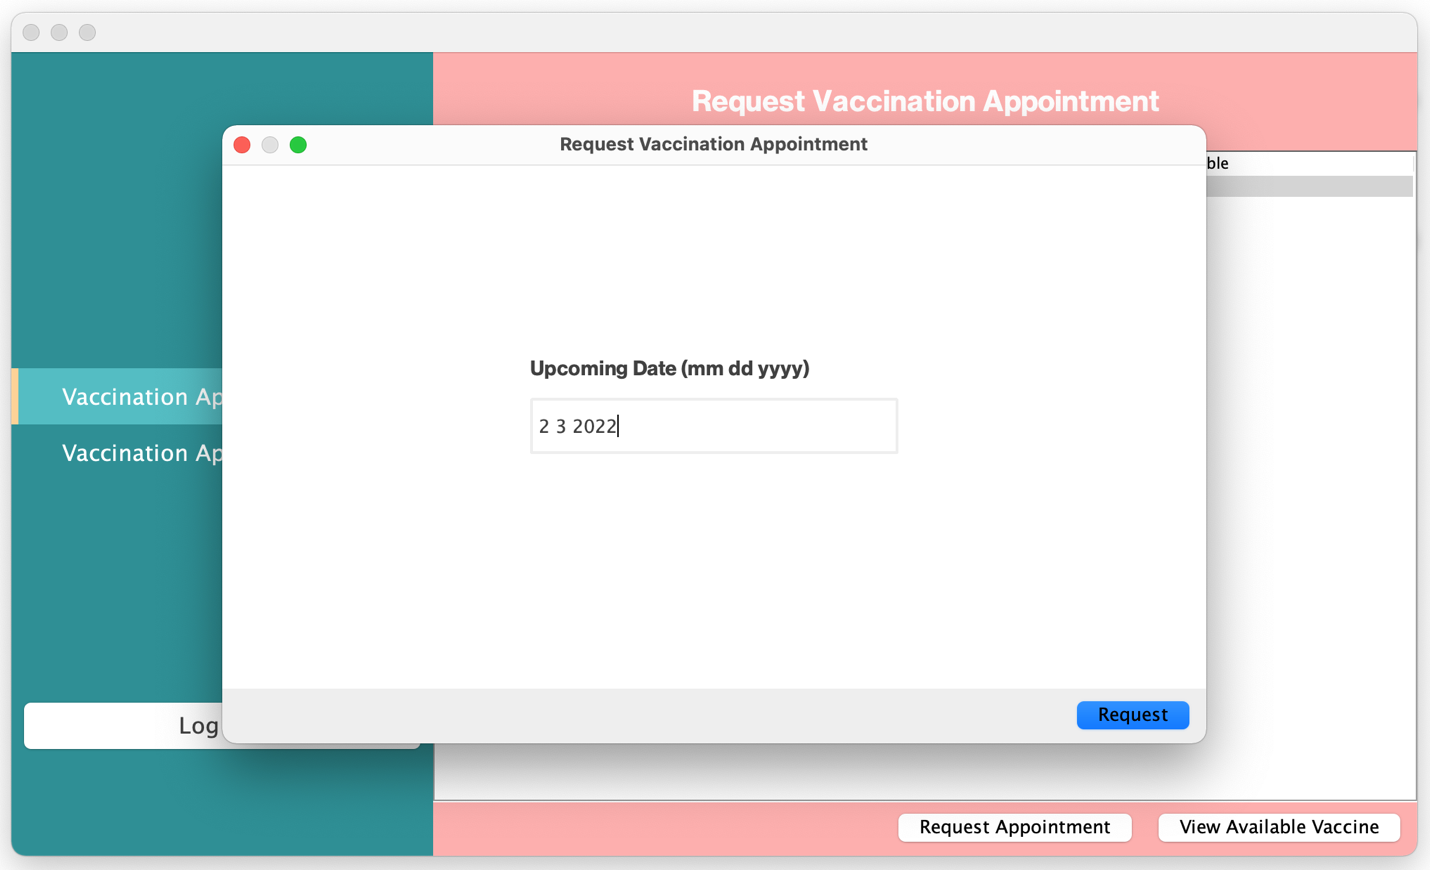 Request Vaccination Appointment
Request Vaccination Appointment
ble
Upcoming Date (mm dd yyyy)
Vaccination Ap
2 3 2022
Vaccination Ap
Request
Log
Request Appointment
View Available Vaccine